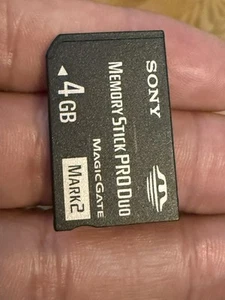 SONY
MEMORY STICK PRO DUO
MAGICGATE
4GB
MARK2